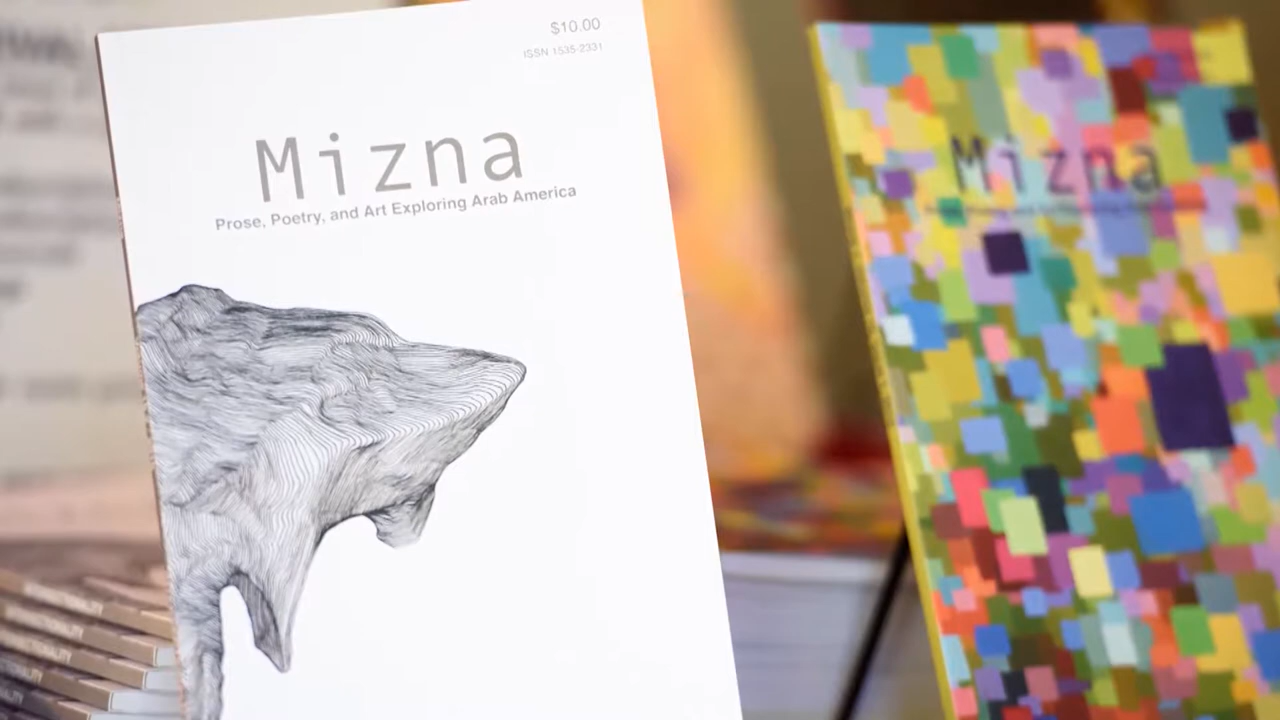 $10.00
ISSN 1535-2331
Mizna
Prose, Poetry, and Art Exploring Arab America
Mizna